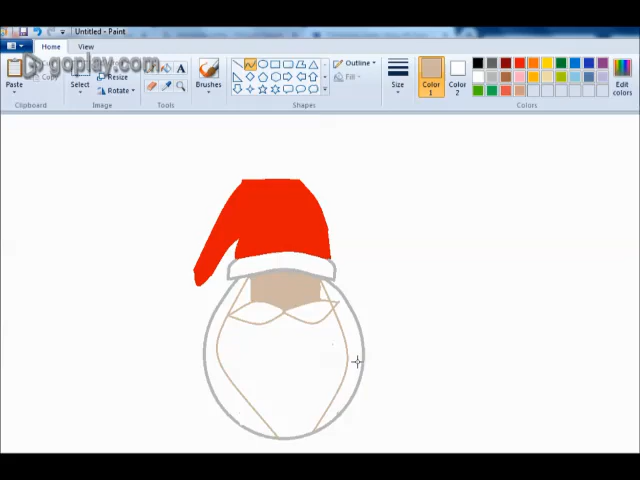 Untitled - Paint
Home View
goplay.com
Paste
Copy
Select
Resize
Rotate
Brushes
Outline
Fill
Size
Color 1
Color 2
Edit colors
Clipboard
Image
Tools
Shapes
Colors